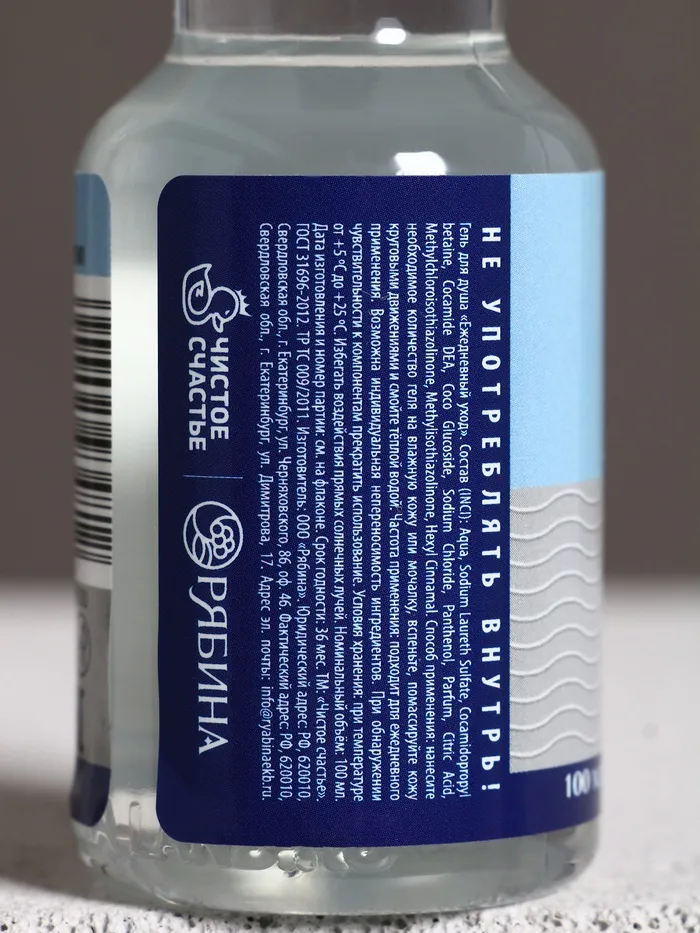 НЕ УПОТРЕБЛЯТЬ ВНУТРЬ!
Гель для душа «Ежедневный уход». Состав (INCI): Aqua, Sodium Laureth Sulfate, Cocamidopropyl
betaine, Cocamide DEA, Coco Glucoside, Sodium Chloride, Panthenol, Parfum, Citric Acid,
Methylchloroisothiazolinone, Methylisothiazolinone, Hexyl Cinnamal. Способ применения: нанесите
необходимое количество геля на влажную кожу или мочалку, вспеньте, помассируйте кожу
круговыми движениями и смойте тёплой водой. Частота применения: подходит для ежедневного
применения. Возможна индивидуальная непереносимость ингредиентов. При обнаружении
чувствительности к компонентам прекратить использование. Условия хранения: при температуре
от +5 °С до +25 °С. Избегать воздействия прямых солнечных лучей. Номинальный объём: 100 мл.
Дата изготовления и номер партии: см. на флаконе. Срок годности: 36 мес. ТМ: «Чистое счастье».
ГОСТ 31696-2012. ТР ТС 009/2011. Изготовитель: ООО «Рябина». Юридический адрес: РФ, 620010,
Свердловская обл., г. Екатеринбург, ул. Черняховского, 86, оф. 46. Фактический адрес: РФ, 620010,
Свердловская обл., г. Екатеринбург, ул. Димитрова, 17. Адрес эл. почты: info@ryabinaekb.ru.
ЧИСТОЕ
СЧАСТЬЕ
РЯБИНА
100